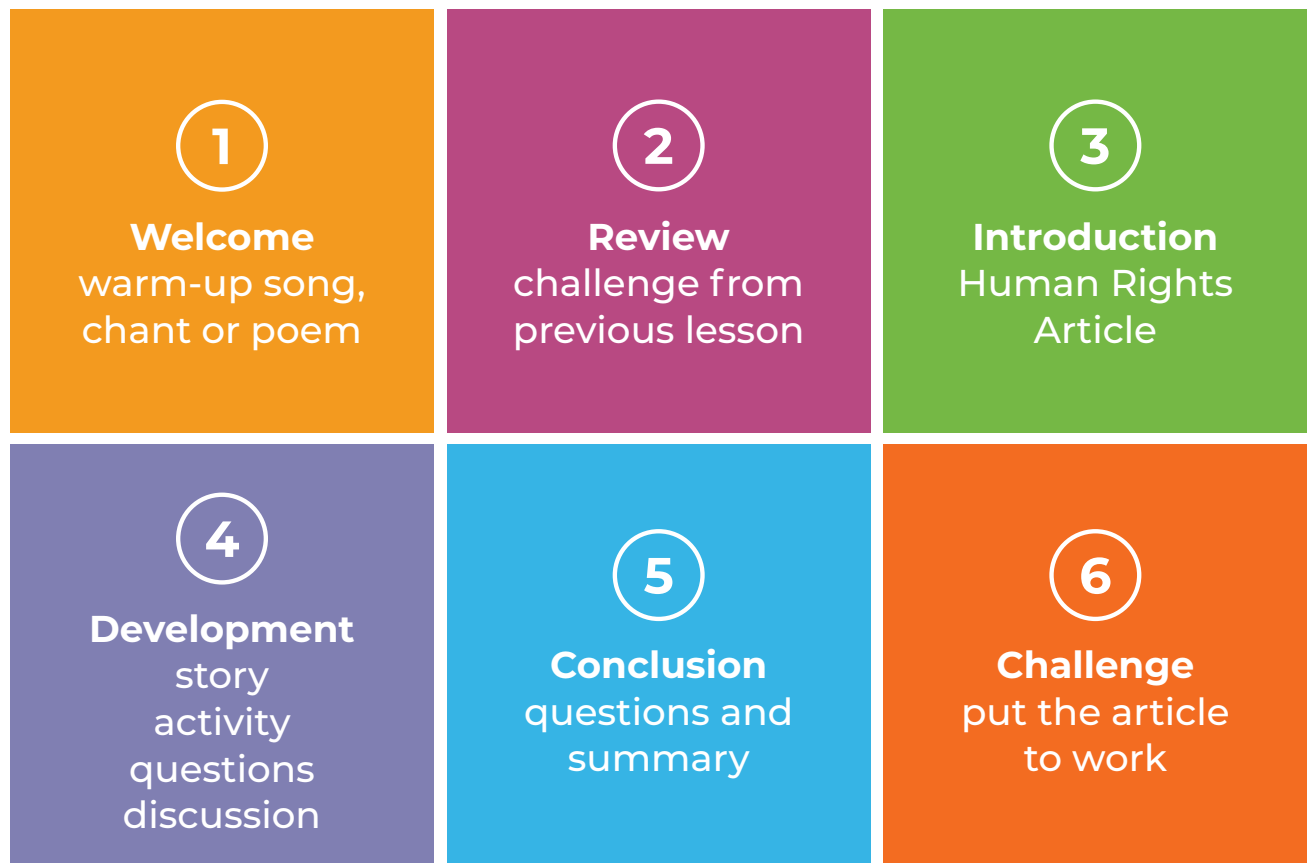 1
Welcome
warm-up song,
chant or poem
2
Review
challenge from
previous lesson
3
Introduction
Human Rights
Article
4
Development
story
activity
questions
discussion
5
Conclusion
questions and
summary
6
Challenge
put the article
to work